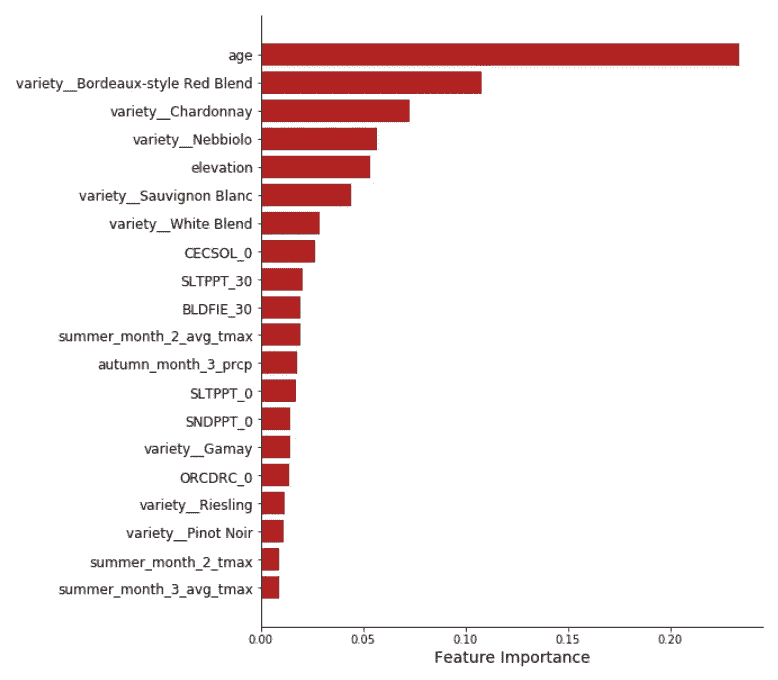 age
variety__Bordeaux-style Red Blend
variety__Chardonnay
variety__Nebbiolo
elevation
variety__Sauvignon Blanc
variety__White Blend
CECSOL_0
SLTPPT_30
BLDFIE_30
summer_month_2_avg_tmax
autumn_month_3_prcp
SLTPPT_0
SNDPPT_0
variety__Gamay
ORCDRC_0
variety__Riesling
variety__Pinot Noir
summer_month_2_tmax
summer_month_3_avg_tmax
0.00 0.05 0.10 0.15 0.20
Feature Importance